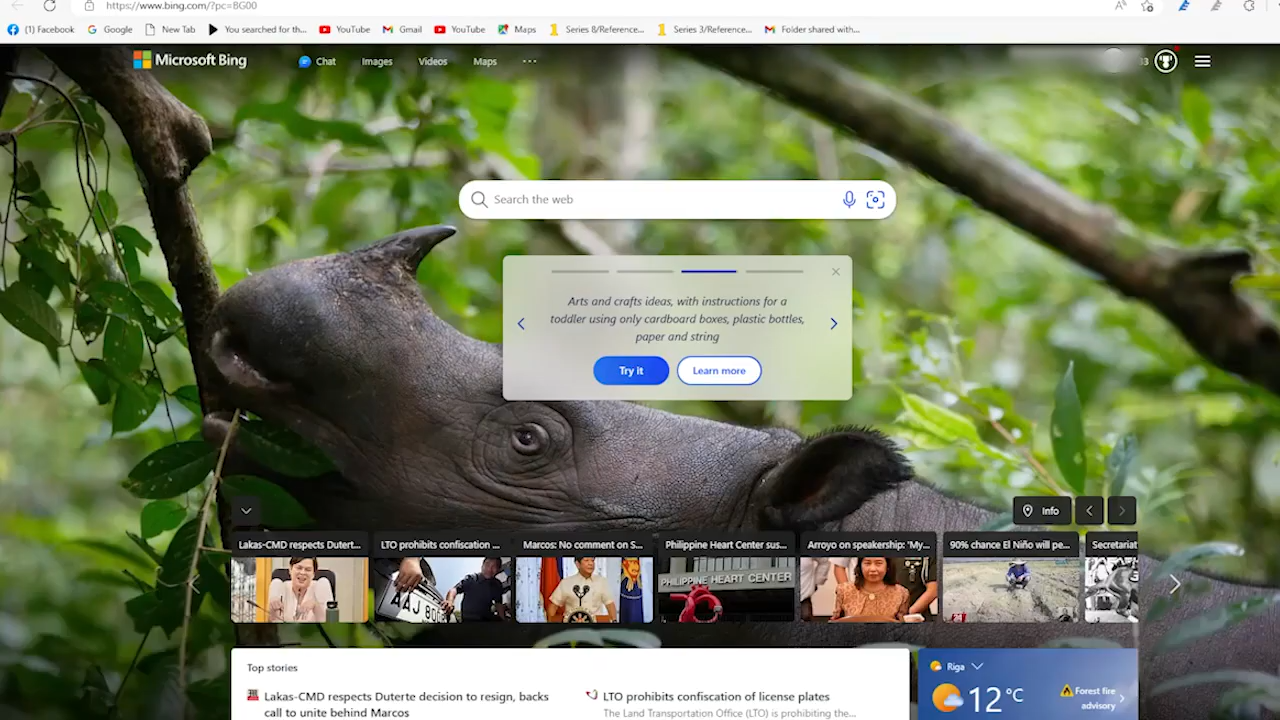 https://www.bing.com/?pc=BG00
(1) Facebook
Google
New Tab
You searched for th...
YouTube
Gmail
YouTube
Maps
Series 8/Reference...
Series 3/Reference...
Folder shared with...
Microsoft Bing
Chat
Images
Videos
Maps
...
Search the web
Arts and crafts ideas, with instructions for a
toddler using only cardboard boxes, plastic bottles,
paper and string
Try it
Learn more
Info
Lakas-CMD respects Dutert...
LTO prohibits confiscation ...
Marcos: No comment on S...
Philippine Heart Center sus...
Arroyo on speakership: 'My...
90% chance El Niño will pe...
Secretariat
PHILIPPINE HEART CENTER
Top stories
Lakas-CMD respects Duterte decision to resign, backs
call to unite behind Marcos
LTO prohibits confiscation of license plates
The Land Transportation Office (LTO) is prohibiting the...
Riga
12 °C
Forest fire
advisory